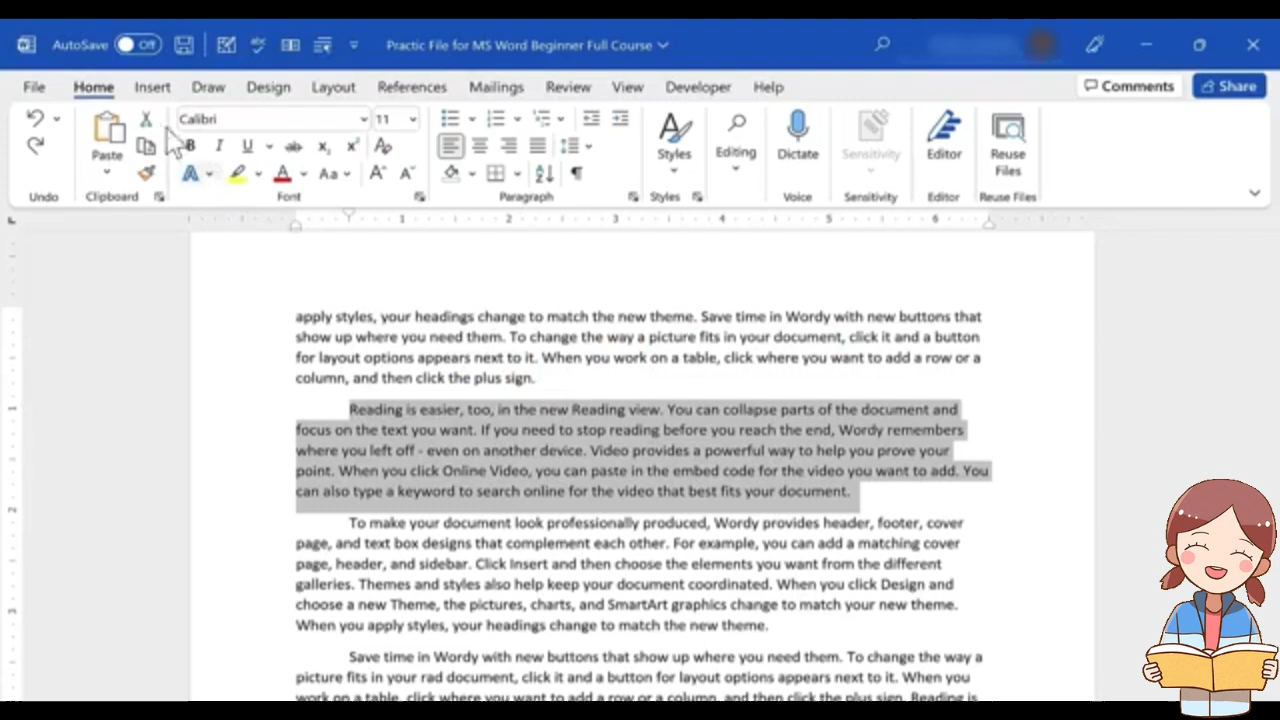 AutoSave Off Practic File for MS Word Beginner Full Course
File Home Insert Draw Design Layout References Mailings Review View Developer Help Comments Share
Calibri 11
Paste Styles Editing Dictate Sensitivity Editor Reuse Files
Undo Clipboard Font Paragraph Styles Voice Sensitivity Editor Reuse Files
1 2 3 4 5 6
apply styles, your headings change to match the new theme. Save time in Wordy with new buttons that
show up where you need them. To change the way a picture fits in your document, click it and a button
for layout options appears next to it. When you work on a table, click where you want to add a row or a
column, and then click the plus sign.
Reading is easier, too, in the new Reading view. You can collapse parts of the document and
focus on the text you want. If you need to stop reading before you reach the end, Wordy remembers
where you left off - even on another device. Video provides a powerful way to help you prove your
point. When you click Online Video, you can paste in the embed code for the video you want to add. You
can also type a keyword to search online for the video that best fits your document.
To make your document look professionally produced, Wordy provides header, footer, cover
page, and text box designs that complement each other. For example, you can add a matching cover
page, header, and sidebar. Click Insert and then choose the elements you want from the different
galleries. Themes and styles also help keep your document coordinated. When you click Design and
choose a new Theme, the pictures, charts, and SmartArt graphics change to match your new theme.
When you apply styles, your headings change to match the new theme.
Save time in Wordy with new buttons that show up where you need them. To change the way a
picture fits in your rad document, click it and a button for layout options appears next to it. When you
work on a table, click where you want to add a row or a column, and then click the plus sign. Reading is